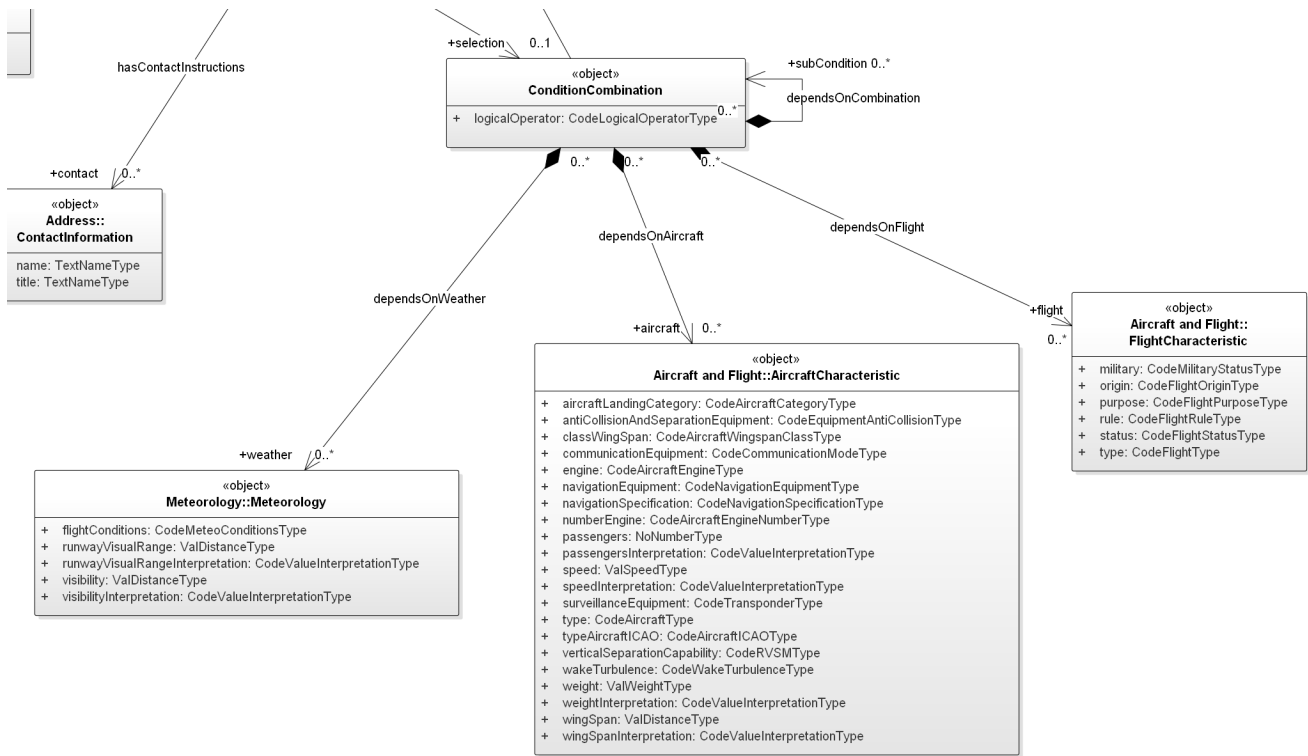 +selection 0..1
hasContactInstructions
«object»
ConditionCombination
+ logicalOperator: CodeLogicalOperatorType
0..*
+subCondition 0..*
dependsOnCombination
+contact 0..*
«object»
Address::
ContactInformation
name: TextNameType
title: TextNameType
0..*
0..*
0..*
dependsOnWeather
dependsOnAircraft
dependsOnFlight
+weather 0..*
+aircraft 0..*
+flight
0..*
«object»
Meteorology::Meteorology
+ flightConditions: CodeMeteoConditionsType
+ runwayVisualRange: ValDistanceType
+ runwayVisualRangeInterpretation: CodeValueInterpretationType
+ visibility: ValDistanceType
+ visibilityInterpretation: CodeValueInterpretationType
«object»
Aircraft and Flight::AircraftCharacteristic
+ aircraftLandingCategory: CodeAircraftCategoryType
+ antiCollisionAndSeparationEquipment: CodeEquipmentAntiCollisionType
+ classWingSpan: CodeAircraftWingspanClassType
+ communicationEquipment: CodeCommunicationModeType
+ engine: CodeAircraftEngineType
+ navigationEquipment: CodeNavigationEquipmentType
+ navigationSpecification: CodeNavigationSpecificationType
+ numberEngine: CodeAircraftEngineNumberType
+ passengers: NoNumberType
+ passengersInterpretation: CodeValueInterpretationType
+ speed: ValSpeedType
+ speedInterpretation: CodeValueInterpretationType
+ surveillanceEquipment: CodeTransponderType
+ type: CodeAircraftType
+ typeAircraftICAO: CodeAircraftICAOType
+ verticalSeparationCapability: CodeRVSMType
+ wakeTurbulence: CodeWakeTurbulenceType
+ weight: ValWeightType
+ weightInterpretation: CodeValueInterpretationType
+ wingSpan: ValDistanceType
+ wingSpanInterpretation: CodeValueInterpretationType
«object»
Aircraft and Flight::
FlightCharacteristic
+ military: CodeMilitaryStatusType
+ origin: CodeFlightOriginType
+ purpose: CodeFlightPurposeType
+ rule: CodeFlightRuleType
+ status: CodeFlightStatusType
+ type: CodeFlightType